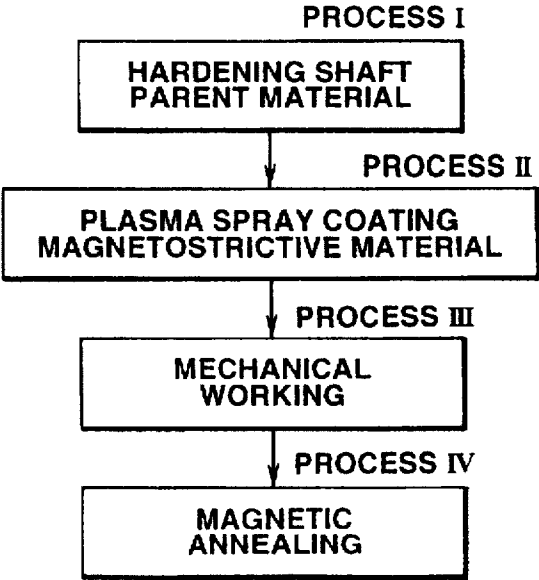 PROCESS I
HARDENING SHAFT
PARENT MATERIAL
PROCESS II
PLASMA SPRAY COATING
MAGNETOSTRICTIVE MATERIAL
PROCESS III
MECHANICAL
WORKING
PROCESS IV
MAGNETIC
ANNEALING